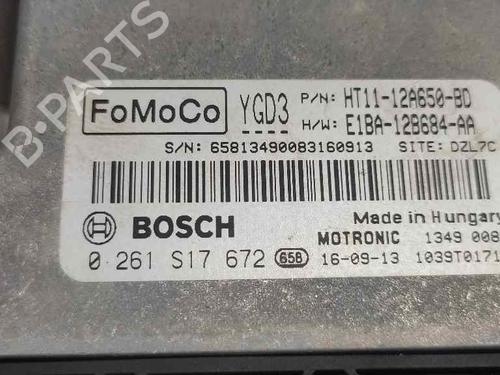 B-PARTS
FoMoCo YGD3 P/N: HT11-12A650-BD
H/W: E1BA-12B684-AA
S/N: 65813490083160913 SITE: DZL7C
BOSCH Made in Hungary
MOTRONIC 1349 008
0 261 S17 672 658 16-09-13 1039T0171